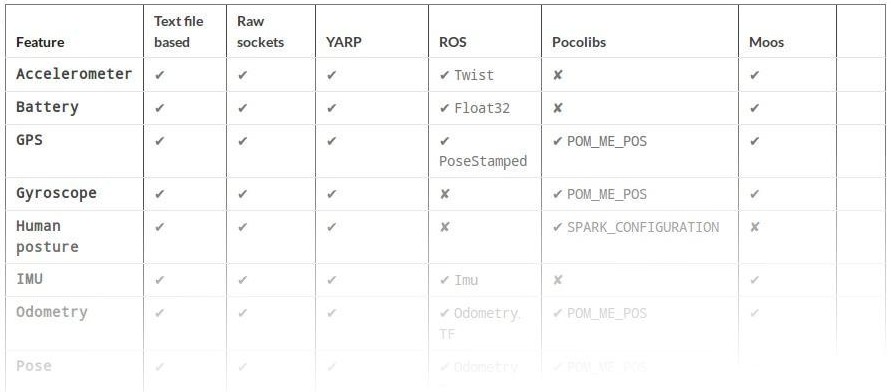 Feature Text file based Raw sockets YARP ROS Pocolibs Moos
Accelerometer ✔ ✔ ✔ ✔ Twist ✘ ✔
Battery ✔ ✔ ✔ ✔ Float32 ✘ ✔
GPS ✔ ✔ ✔ ✔ PoseStamped ✔ POM_ME_POS ✔
Gyroscope ✔ ✔ ✔ ✘ ✔ POM_ME_POS ✔
Human posture ✔ ✔ ✔ ✘ ✔ SPARK_CONFIGURATION ✘
IMU ✔ ✔ ✔ ✔ Imu ✘ ✔
Odometry ✔ ✔ ✔ ✔ Odometry, TF ✔ POM_ME_POS ✔
Pose ✔ ✔ ✔ ✔ Odometry ✔ POM_ME_POS